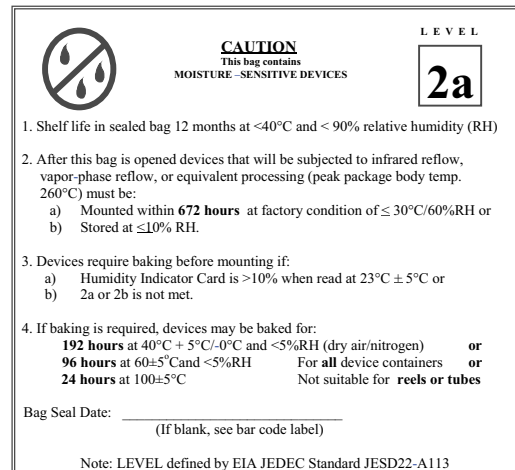 L E V E L
CAUTION
This bag contains
MOISTURE –SENSITIVE DEVICES
2a
1. Shelf life in sealed bag 12 months at <40°C and < 90% relative humidity (RH)
2. After this bag is opened devices that will be subjected to infrared reflow,
vapor-phase reflow, or equivalent processing (peak package body temp.
260°C) must be:
a) Mounted within 672 hours at factory condition of ≤ 30°C/60%RH or
b) Stored at ≤10% RH.
3. Devices require baking before mounting if:
a) Humidity Indicator Card is >10% when read at 23°C ± 5°C or
b) 2a or 2b is not met.
4. If baking is required, devices may be baked for:
192 hours at 40°C + 5°C/-0°C and <5%RH (dry air/nitrogen) or
96 hours at 60±5°Cand <5%RH For all device containers or
24 hours at 100±5°C Not suitable for reels or tubes
Bag Seal Date: ____________________
(If blank, see bar code label)
Note: LEVEL defined by EIA JEDEC Standard JESD22-A113